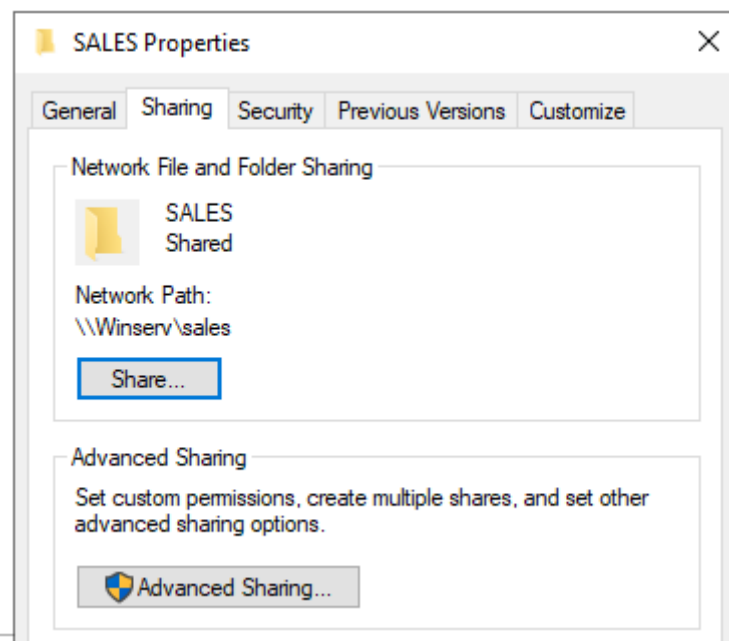 SALES Properties
General Sharing Security Previous Versions Customize
Network File and Folder Sharing
SALES
Shared
Network Path:
\\Winserv\sales
Share...
Advanced Sharing
Set custom permissions, create multiple shares, and set other
advanced sharing options.
Advanced Sharing...